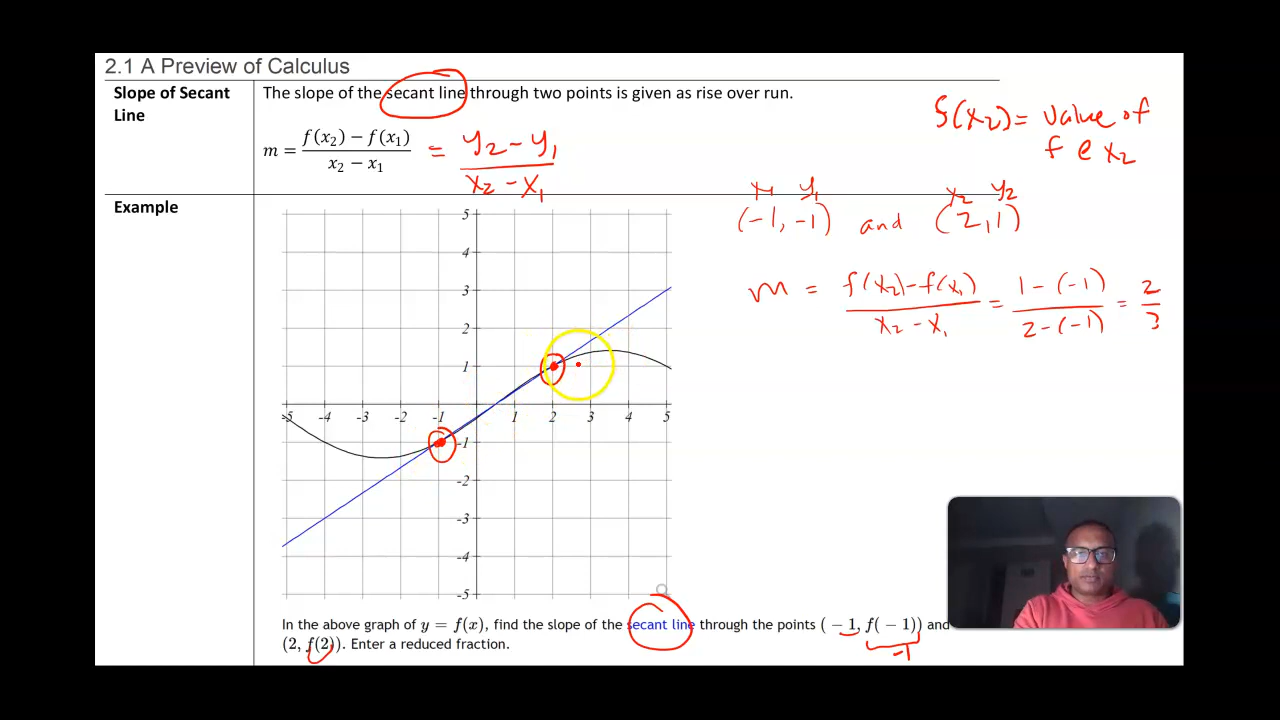 2.1 A Preview of Calculus
Slope of Secant Line
The slope of the secant line through two points is given as rise over run.
m = (f(x₂) − f(x₁)) / (x₂ − x₁) = (y₂ − y₁) / (x₂ − x₁)
f(x₂) = value of
f @ x₂
Example
x₁ y₁ x₂ y₂
(-1, -1) and (2, 1)
m = (f(x₂) − f(x₁)) / (x₂ − x₁) = (1 − (−1)) / (2 − (−1)) = 2/3
5
4
3
2
1
-5 -4 -3 -2 -1 1 2 3 4 5
-1
-2
-3
-4
-5
In the above graph of y = f(x), find the slope of the secant line through the points ( − 1, f( − 1)) and
(2, f(2)). Enter a reduced fraction.
-1